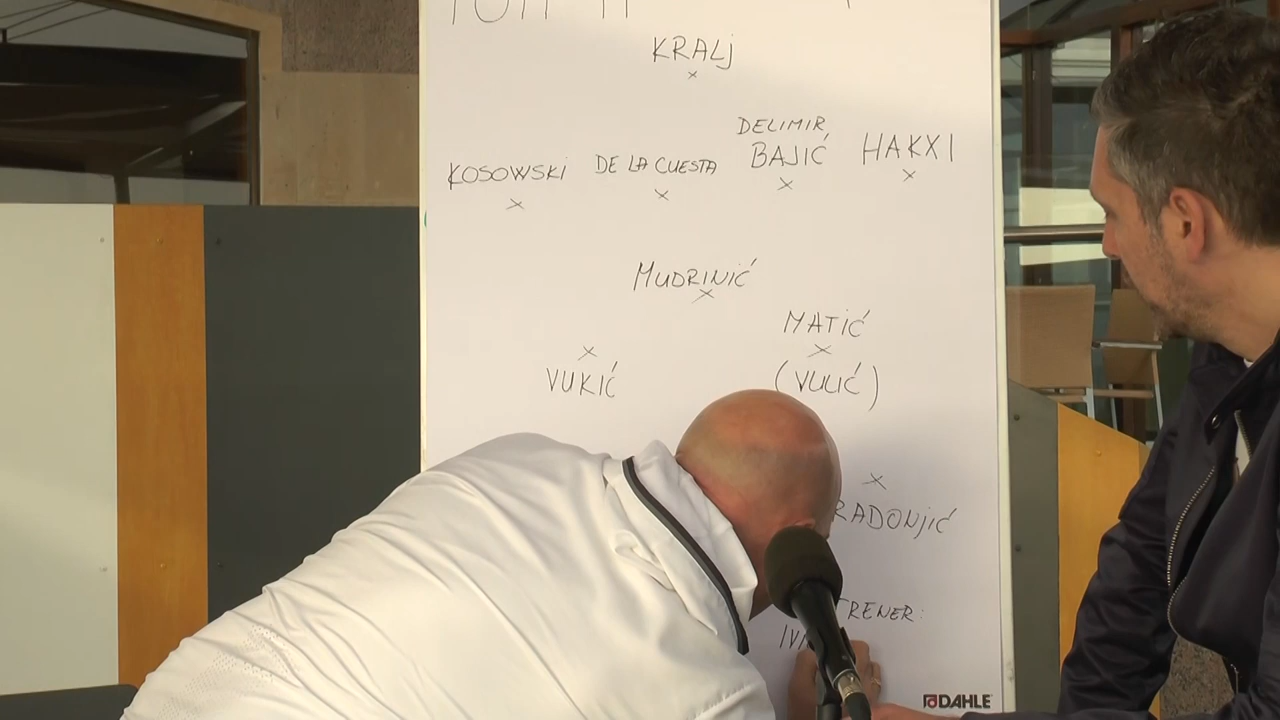 KRALJ
DELIMIR
BAJIĆ
HAKXI
DE LA CUESTA
KOSOWSKI
MUDRINIĆ
MATIĆ
VUKIĆ
(VULIĆ)
RADONJIĆ
TRENER:
DAHLE